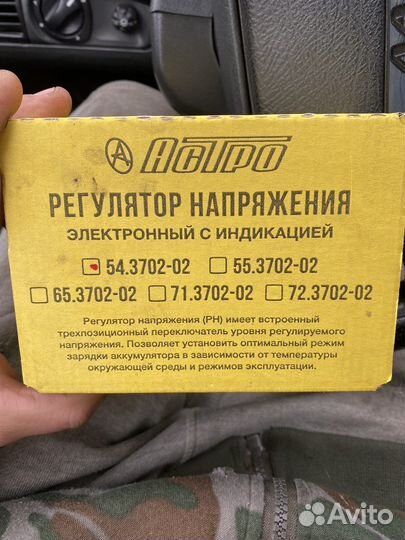 АСТРО
РЕГУЛЯТОР НАПРЯЖЕНИЯ
ЭЛЕКТРОННЫЙ С ИНДИКАЦИЕЙ
54.3702-02 55.3702-02
65.3702-02 71.3702-02 72.3702-02
Регулятор напряжения (РН) имеет встроенный
трехпозиционный переключатель уровня регулируемого
напряжения. Позволяет установить оптимальный режим
зарядки аккумулятора в зависимости от температуры
окружающей среды и режимов эксплуатации.
Avito